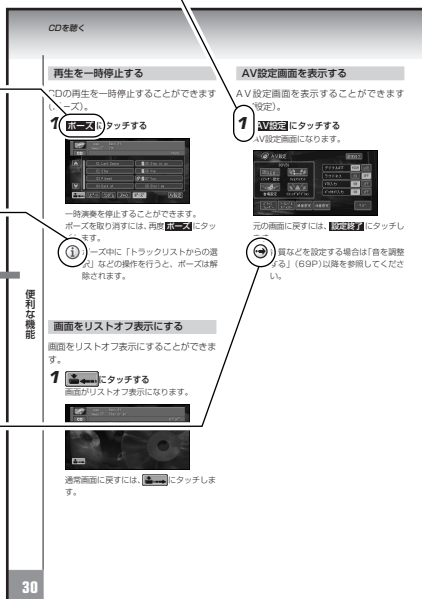 CDを聴く
再生を一時停止する
CDの再生を一時停止することができます
(ポーズ)。
1 ポーズ にタッチする
一時演奏を停止することができます。
ポーズを取り消すには、再度 ポーズ にタッ
ます。
ーズ中に「トラックリストからの選
択」などの操作を行うと、ポーズは解
除されます。
画面をリストオフ表示にする
画面をリストオフ表示にすることができま
す。
1 にタッチする
画面がリストオフ表示になります。
通常画面に戻すには、 にタッチしま
す。
AV設定画面を表示する
AV設定画面を表示することができます
設定)。
1 AV設定 にタッチする
AV設定画面になります。
AV設定
元の画面に戻すには、 設定終了 にタッチし
ます。
音質などを設定する場合は「音を調整
する」(69P)以降を参照してくださ
い。
便利な機能
30